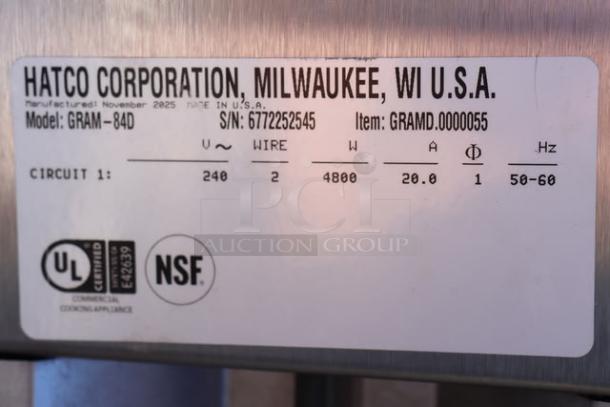 HATCO CORPORATION, MILWAUKEE, WI U.S.A.
Manufactured: November 2025 MADE IN U.S.A.
Model: GRAM-84D S/N: 6772252545 Item: GRAMD.0000055
V~ WIRE W A Φ Hz
CIRCUIT 1: 240 2 4800 20.0 1 50-60
PCI
AUCTION GROUP
UL CERTIFIED E42639
NSF
COMMERCIAL
COOKING APPLIANCE